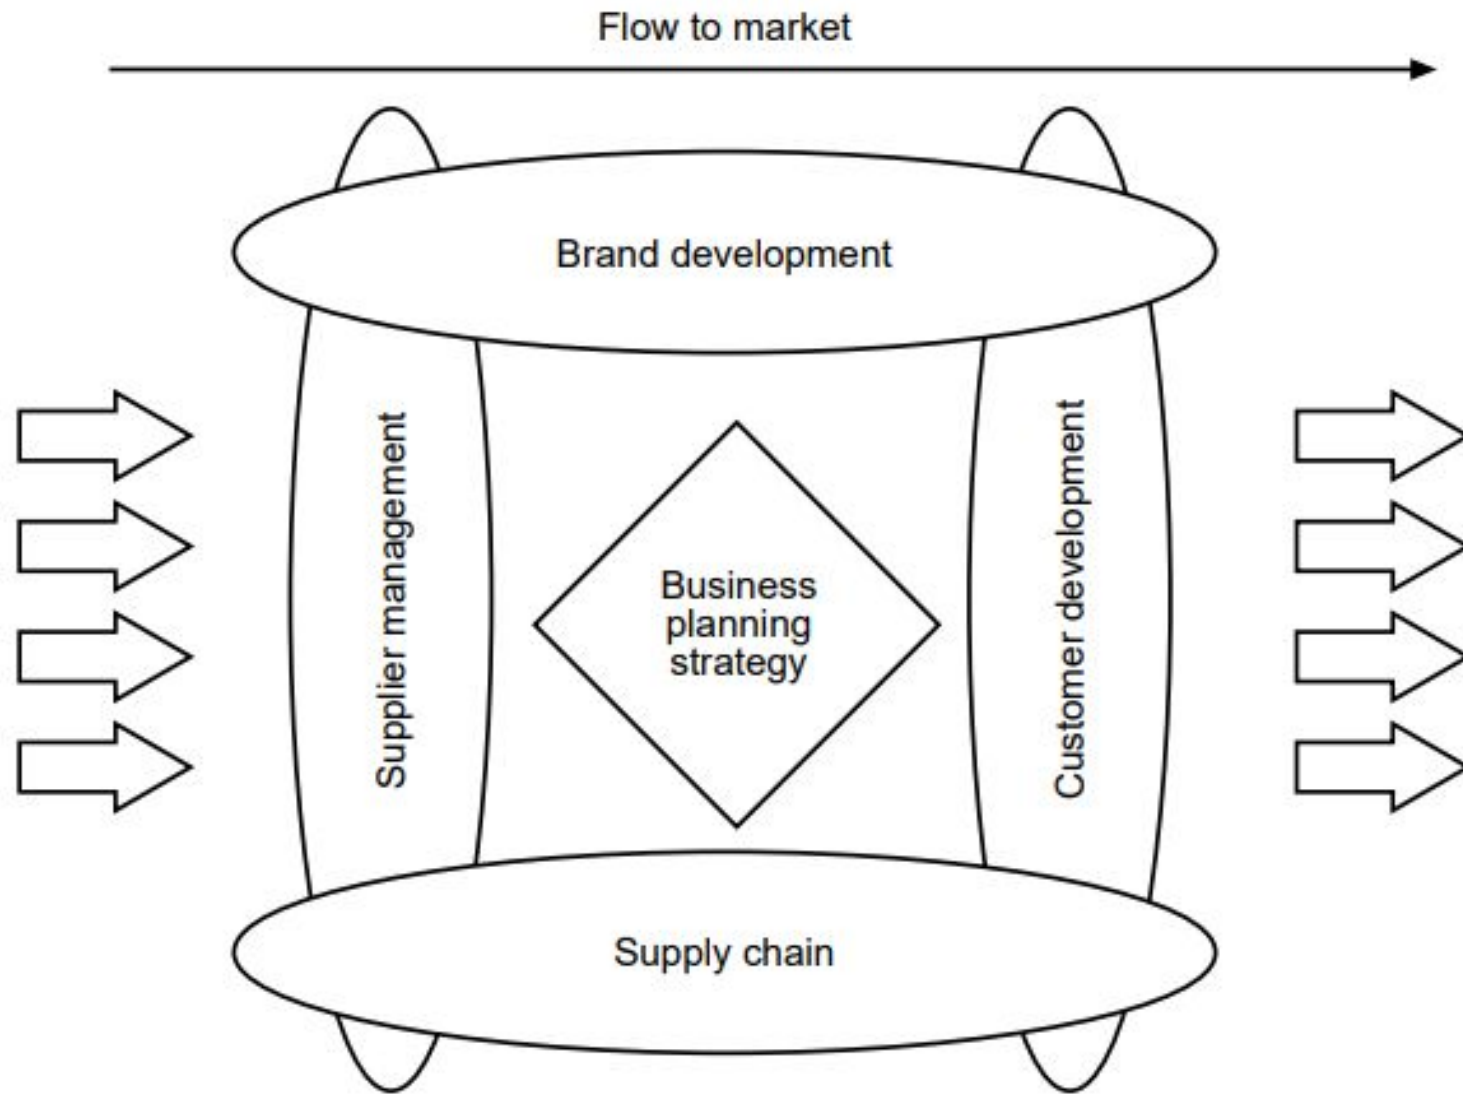 Flow to market
Brand development
Supplier management
Business
planning
strategy
Customer development
Supply chain